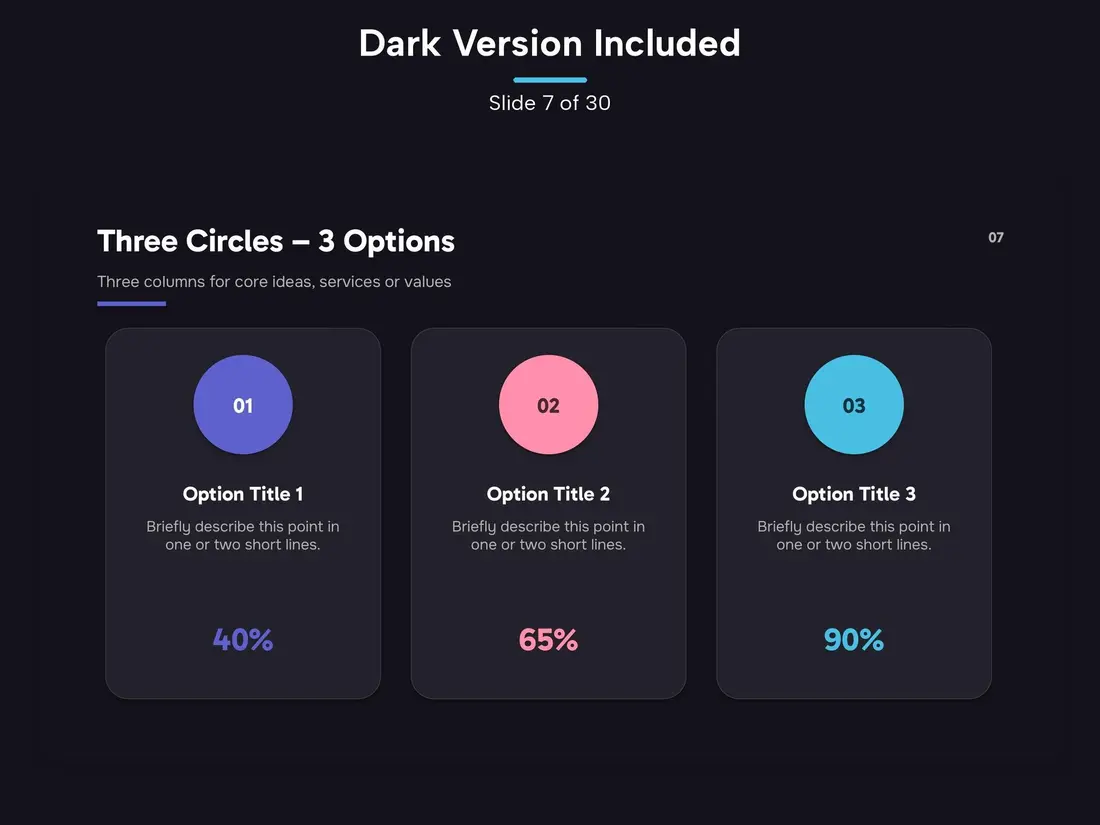 Dark Version Included
Slide 7 of 30
Three Circles – 3 Options
07
Three columns for core ideas, services or values
01
Option Title 1
Briefly describe this point in
one or two short lines.
40%
02
Option Title 2
Briefly describe this point in
one or two short lines.
65%
03
Option Title 3
Briefly describe this point in
one or two short lines.
90%